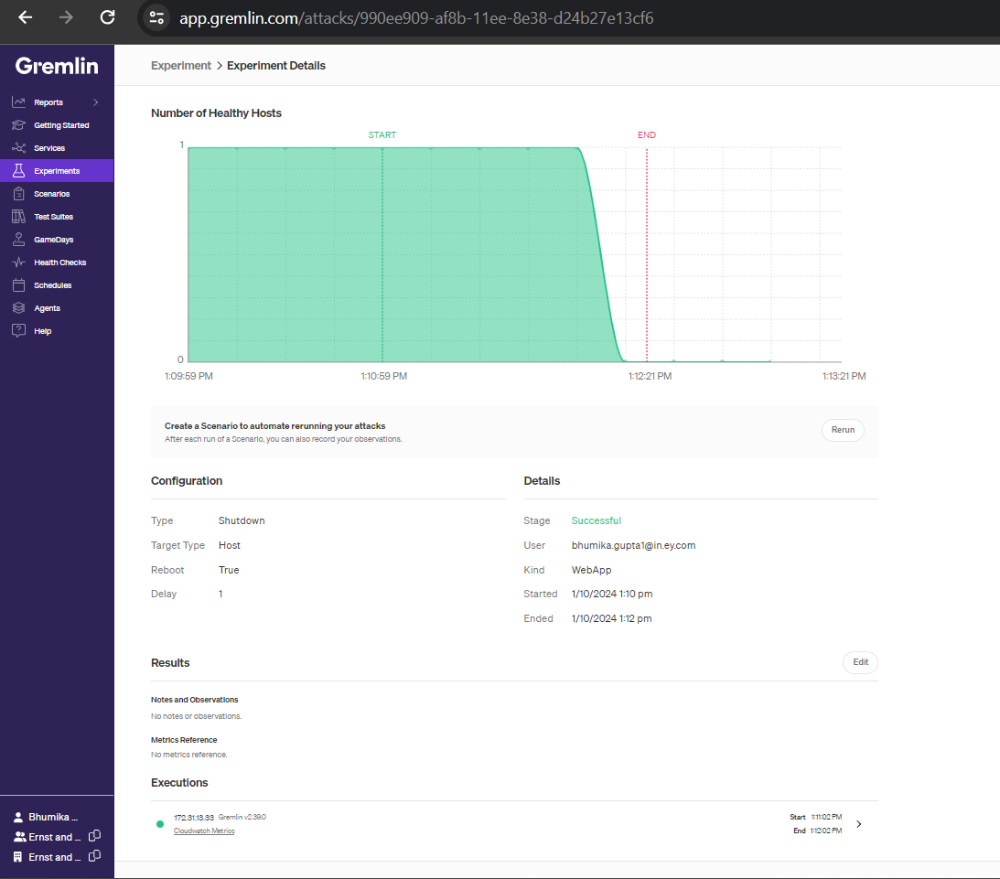 app.gremlin.com/attacks/990ee909-af8b-11ee-8e38-d24b27e13cf6
Gremlin
Reports
Getting Started
Services
Experiments
Scenarios
Test Suites
GameDays
Health Checks
Schedules
Agents
Help
Bhumika ...
Ernst and ...
Ernst and ...
Experiment > Experiment Details
Number of Healthy Hosts
START
END
1
0
1:09:59 PM
1:10:59 PM
1:12:21 PM
1:13:21 PM
Create a Scenario to automate rerunning your attacks
After each run of a Scenario, you can also record your observations.
Rerun
Configuration
Type Shutdown
Target Type Host
Reboot True
Delay 1
Details
Stage Successful
User bhumika.gupta1@in.ey.com
Kind WebApp
Started 1/10/2024 1:10 pm
Ended 1/10/2024 1:12 pm
Results
Edit
Notes and Observations
No notes or observations.
Metrics Reference
No metrics reference.
Executions
172.31.13.33 Gremlin v2.39.0
Cloudwatch Metrics
Start 1:11:02 PM
End 1:12:02 PM